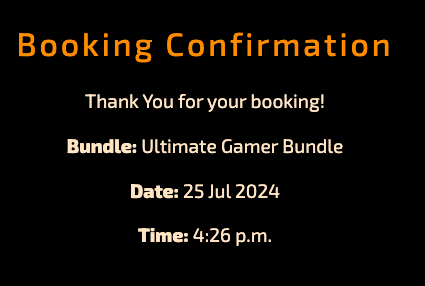 Booking Confirmation
Thank You for your booking!
Bundle: Ultimate Gamer Bundle
Date: 25 Jul 2024
Time: 4:26 p.m.